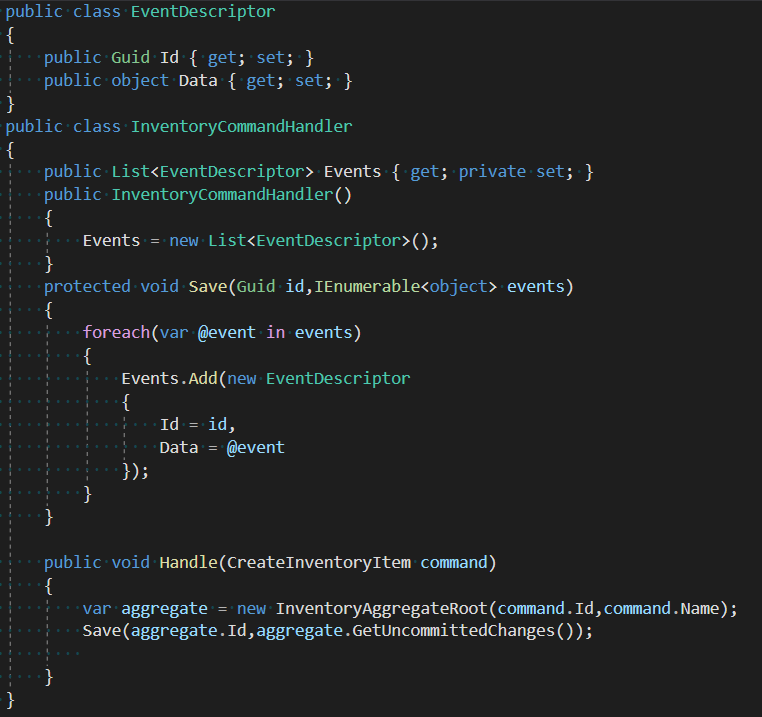 public class EventDescriptor
{
    public Guid Id { get; set; }
    public object Data { get; set; }
}
public class InventoryCommandHandler
{
    public List<EventDescriptor> Events { get; private set; }
    public InventoryCommandHandler()
    {
        Events = new List<EventDescriptor>();
    }
    protected void Save(Guid id,IEnumerable<object> events)
    {
        foreach(var @event in events)
        {
            Events.Add(new EventDescriptor
            {
                Id = id,
                Data = @event
            });
        }
    }

    public void Handle(CreateInventoryItem command)
    {
        var aggregate = new InventoryAggregateRoot(command.Id,command.Name);
        Save(aggregate.Id,aggregate.GetUncommittedChanges());

    }
}